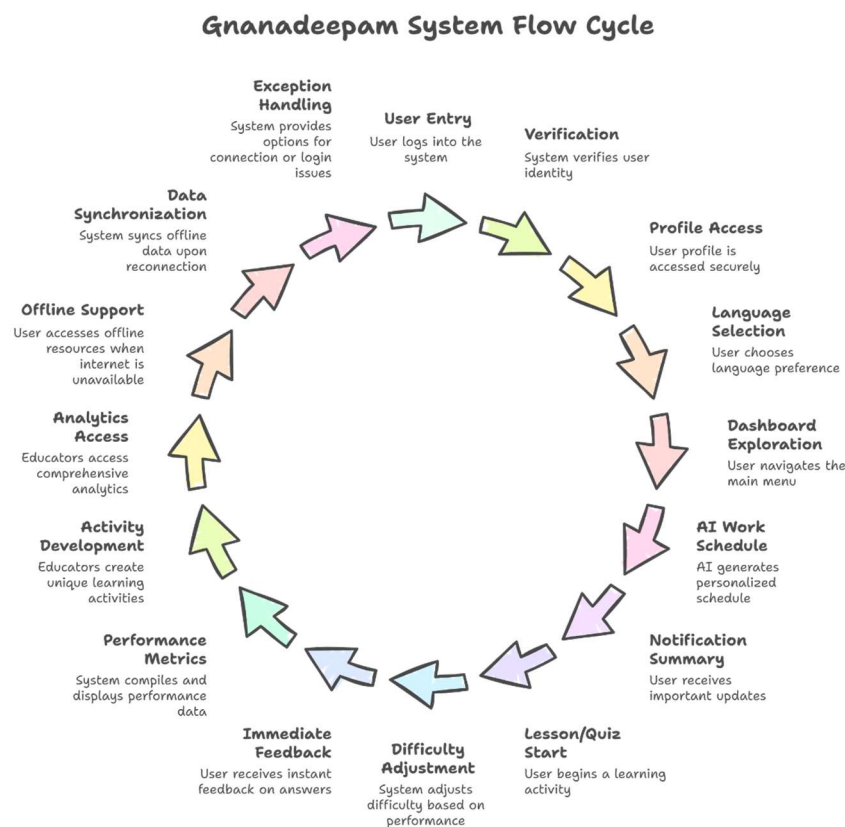 Gnanadeepam System Flow Cycle
User Entry
User logs into the
system
Verification
System verifies user
identity
Profile Access
User profile is
accessed securely
Language
Selection
User chooses
language preference
Dashboard
Exploration
User navigates the
main menu
AI Work
Schedule
AI generates
personalized
schedule
Notification
Summary
User receives
important updates
Lesson/Quiz
Start
User begins a learning
activity
Difficulty
Adjustment
System adjusts
difficulty based on
performance
Immediate
Feedback
User receives instant
feedback on answers
Performance
Metrics
System compiles and
displays performance
data
Activity
Development
Educators create
unique learning
activities
Analytics
Access
Educators access
comprehensive
analytics
Offline Support
User accesses offline
resources when
internet is
unavailable
Data
Synchronization
System syncs offline
data upon
reconnection
Exception
Handling
System provides
options for
connection or login
issues